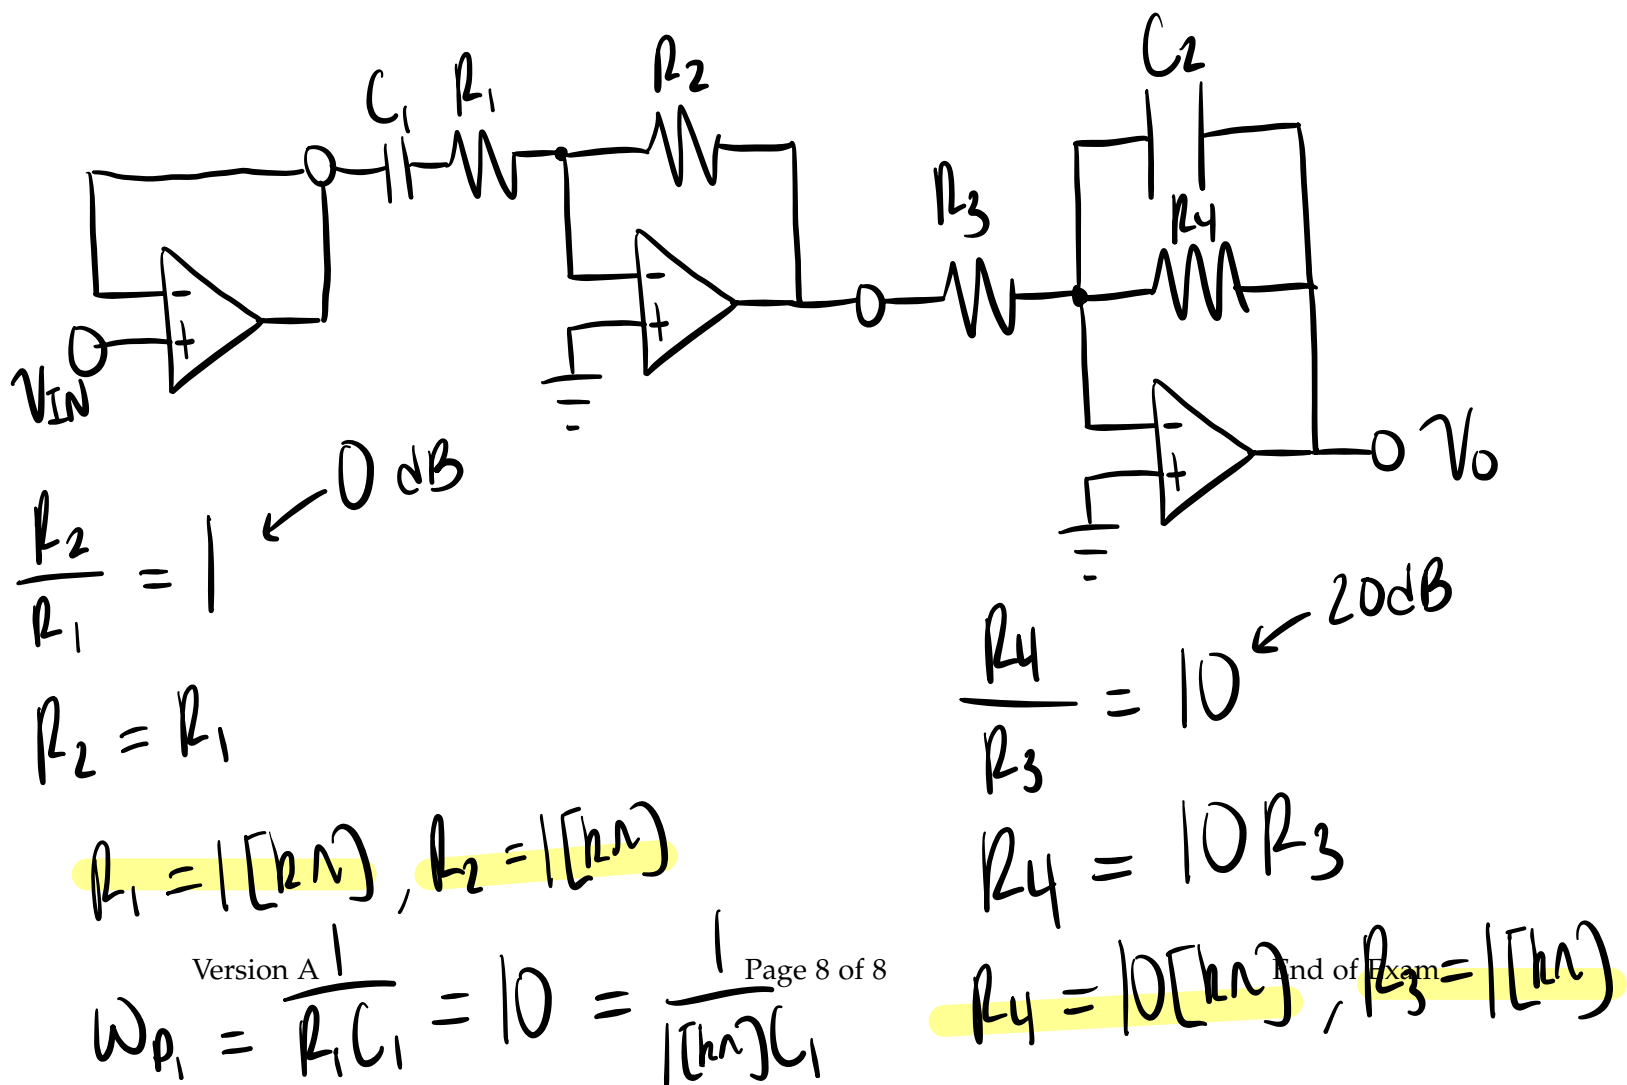 C1 R1 R2 C2
R3 R4
- + - + - +
VIN
Vo
0 dB
R2/R1 = 1
R2 = R1
R1 = 1[kΩ], R2 = 1[kΩ]
ωp1 = 1/R1C1 = 10 = 1/1[kΩ]C1
20dB
R4/R3 = 10
R4 = 10R3
R4 = 10[kΩ], R3 = 1[kΩ]
Version A Page 8 of 8 End of Exam